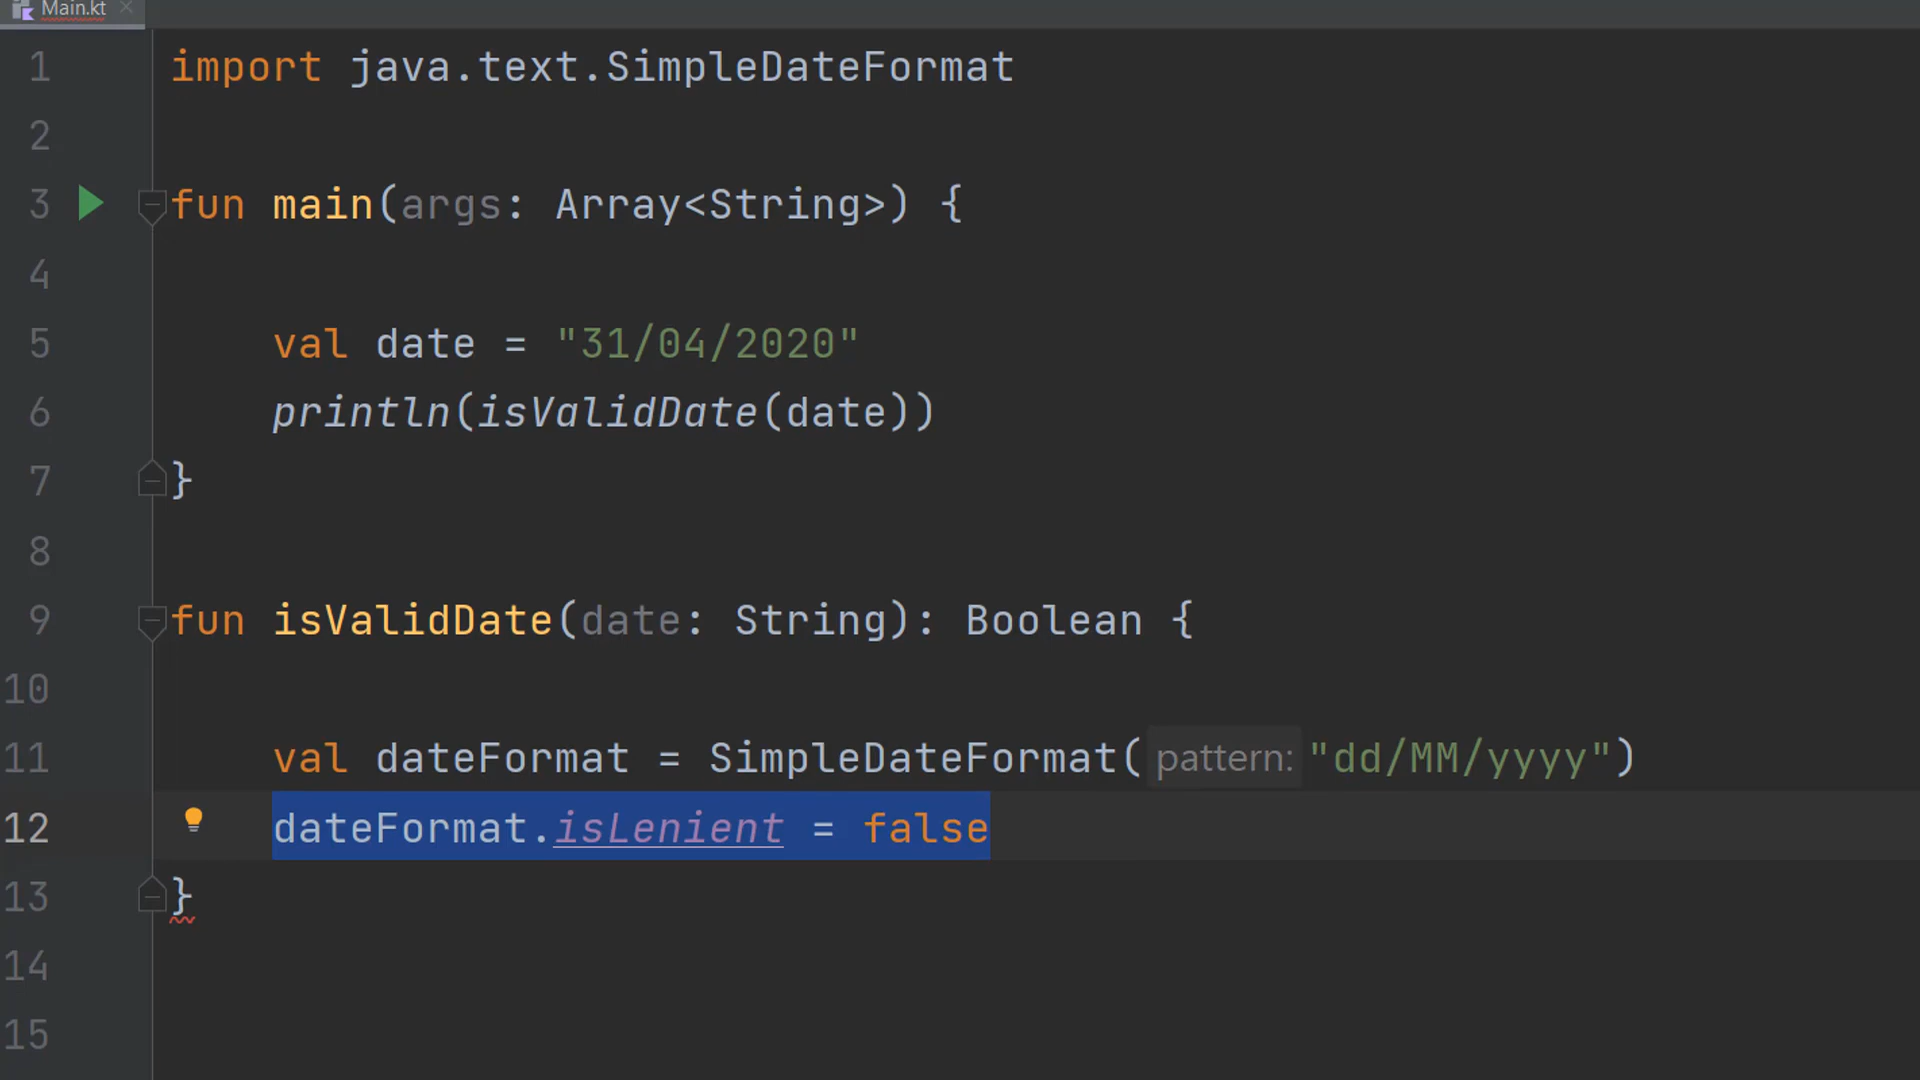 Main.kt
1 import java.text.SimpleDateFormat
2
3 fun main(args: Array<String>) {
4
5 val date = "31/04/2020"
6 println(isValidDate(date))
7 }
8
9 fun isValidDate(date: String): Boolean {
10
11 val dateFormat = SimpleDateFormat( pattern: "dd/MM/yyyy")
12 dateFormat.isLenient = false
13 }
14
15